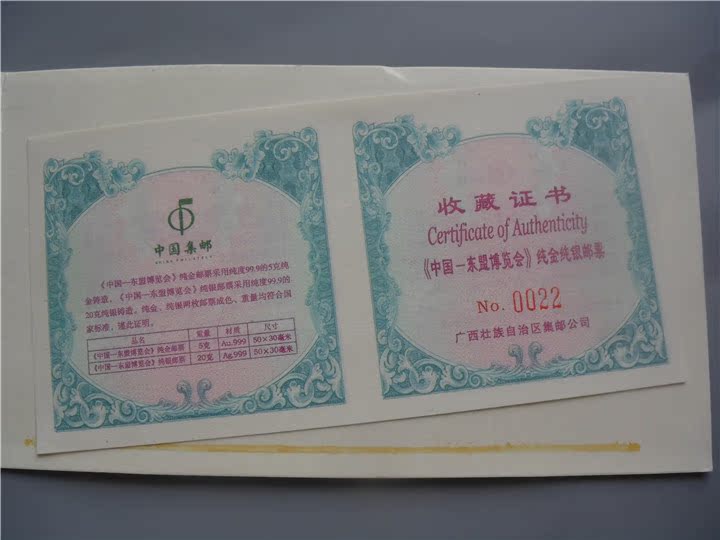 中国集邮
CHINA PHILATELY
《中国—东盟博览会》纯金邮票采用纯度99.9的5克纯
金铸造。《中国—东盟博览会》纯银邮票采用纯度99.9的
20克纯银铸造。纯金、纯银两枚邮票成色、重量均符合国
家标准，谨此证明。
品名 重量 材质 尺寸
《中国—东盟博览会》纯金邮票 5克 Au.999 50×30毫米
《中国—东盟博览会》纯银邮票 20克 Ag.999 50×30毫米
收藏证书
Certificate of Authenticity
《中国—东盟博览会》纯金纯银邮票
No. 0022
广西壮族自治区集邮公司